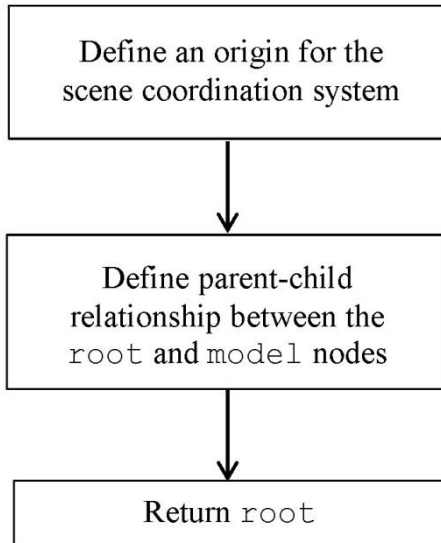 Define an origin for the
scene coordination system
Define parent-child
relationship between the
root and model nodes
Return root